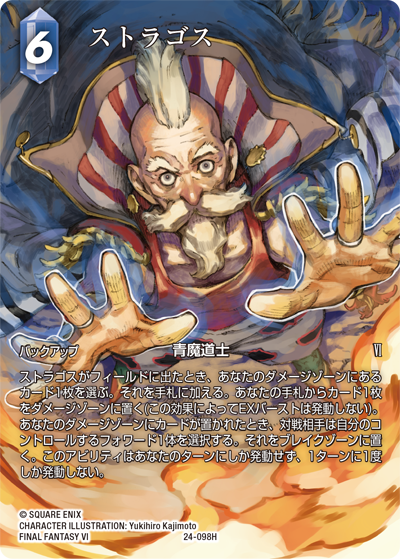 6
ストラゴス
バックアップ 青魔道士 VI
ストラゴスがフィールドに出たとき、あなたのダメージゾーンにある
カード1枚を選ぶ。それを手札に加える。あなたの手札からカード1枚
をダメージゾーンに置く(この効果によってEXバーストは発動しない)。
あなたのダメージゾーンにカードが置かれたとき、対戦相手は自分のコ
ントロールするフォワード1体を選択する。それをブレイクゾーンに置
く。このアビリティはあなたのターンにしか発動せず、1ターンに1度
しか発動しない。
© SQUARE ENIX
CHARACTER ILLUSTRATION: Yukihiro Kajimoto
FINAL FANTASY VI 24-098H